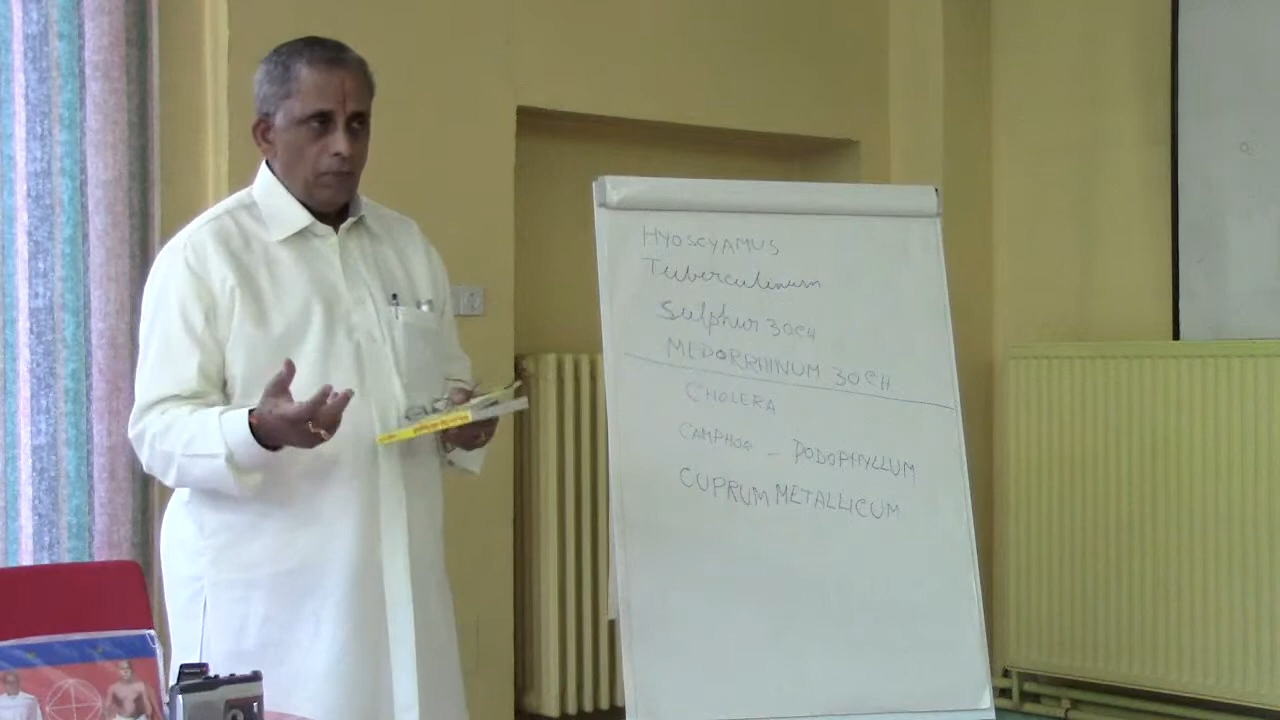 HYOSCYAMUS
Tuberculinum
Sulphur 30CH
MEDORRHINUM 30CH
CHOLERA
CAMPHOR - PODOPHYLLUM
CUPRUM METALLICUM